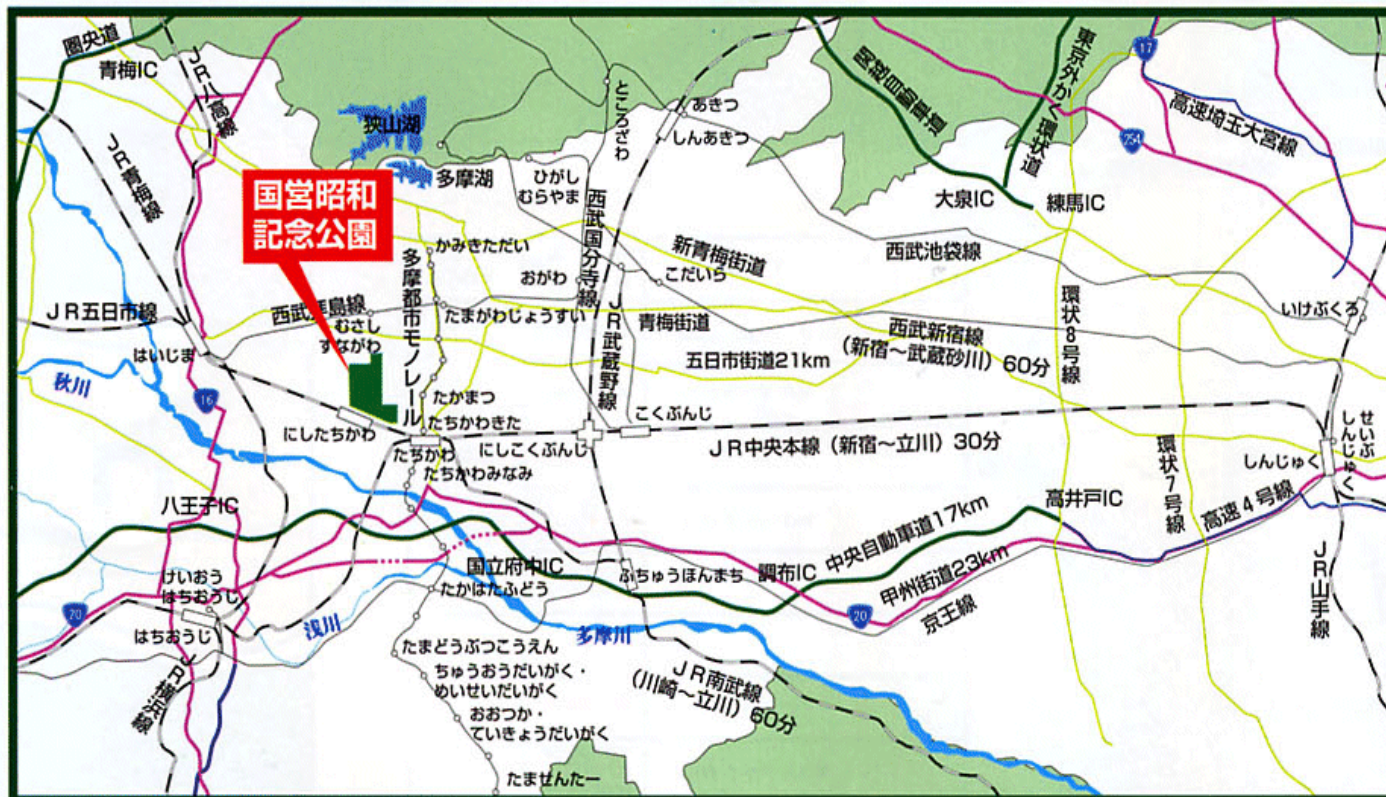 圏央道
青梅IC
JR八高線
JR青梅線
狭山湖
多摩湖
国営昭和
記念公園
ところざわ
あきつ
しんあきつ
ひがし
むらやま
関越自動車道
東京外かく環状道
17
254
高速埼玉大宮線
大泉IC
練馬IC
西武国分寺線
新青梅街道
西武池袋線
かみきただい
多摩都市モノレール
おがわ
こだいら
JR五日市線
西武拝島線
むさし
すながわ
たまがわじょうすい
JR武蔵野線
青梅街道
西武新宿線
(新宿〜武蔵砂川)60分
環状8号線
いけぶくろ
はいじま
五日市街道21km
秋川
16
たかまつ
たちかわきた
にしたちかわ
たちかわ
たちかわみなみ
にしこくぶんじ
こくぶんじ
JR中央本線(新宿〜立川)30分
環状7号線
せいぶ
しんじゅく
しんじゅく
八王子IC
高井戸IC
高速4号線
中央自動車道17km
国立府中IC
ふちゅうほんまち
調布IC
甲州街道23km
20
京王線
JR山手線
けいおう
はちおうじ
20
はちおうじ
浅川
たかはたふどう
多摩川
たまどうぶつこうえん
ちゅうおうだいがく・
めいせいだいがく
おおつか・
ていきょうだいがく
たませんたー
JR南武線
(川崎〜立川)60分
JR横浜線